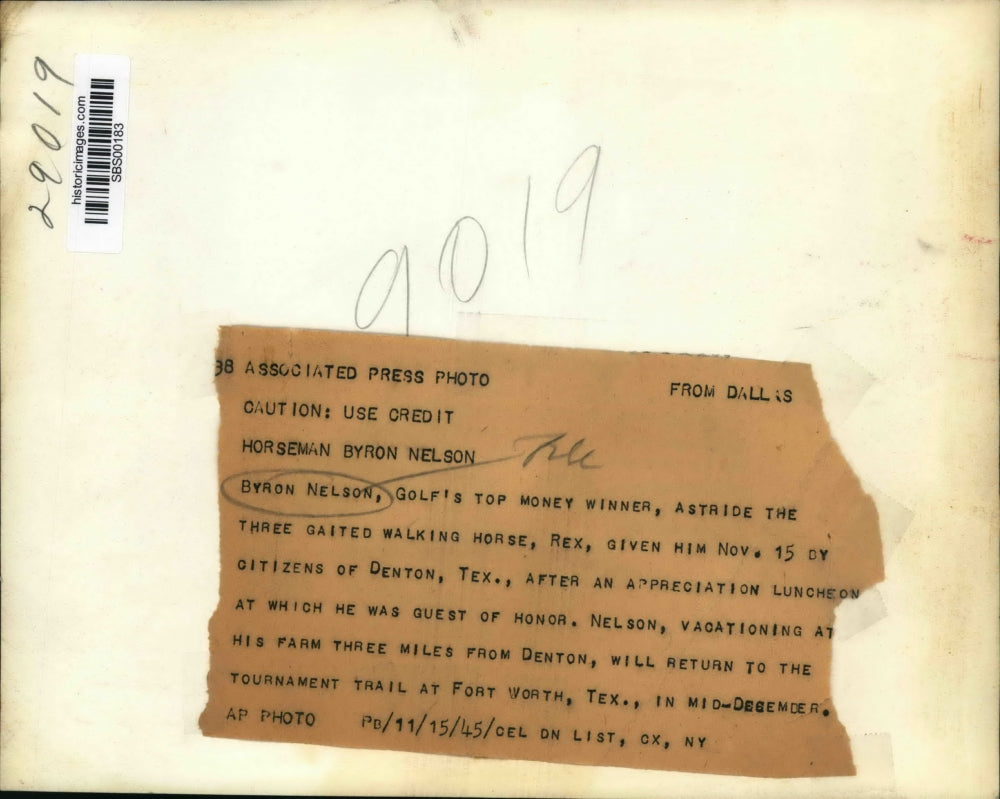 29019
historicimages.com
SBS00183
9019
38 ASSOCIATED PRESS PHOTO FROM DALLAS
CAUTION: USE CREDIT
HORSEMAN BYRON NELSON
BYRON NELSON, GOLF'S TOP MONEY WINNER, ASTRIDE THE
THREE GAITED WALKING HORSE, REX, GIVEN HIM NOV. 15 BY
CITIZENS OF DENTON, TEX., AFTER AN APPRECIATION LUNCHEON
AT WHICH HE WAS GUEST OF HONOR. NELSON, VACATIONING AT
HIS FARM THREE MILES FROM DENTON, WILL RETURN TO THE
TOURNAMENT TRAIL AT FORT WORTH, TEX., IN MID-DECEMBER.
AP PHOTO PB/11/15/45/CEL DN LIST, CX, NY